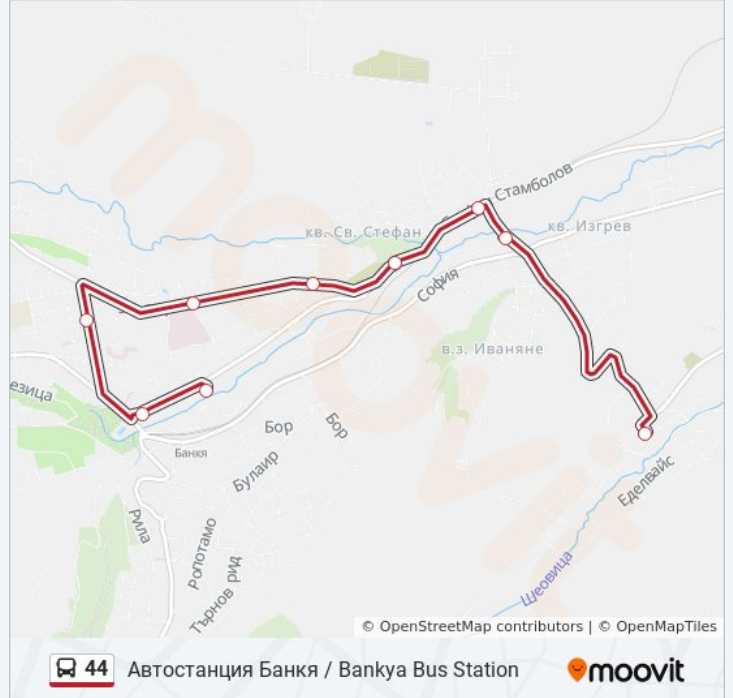 Стамболов
кв. Св. Стефан
кв. Изгрев
София
в.з. Иваняне
езица
Бор
Бор
Банкя
Булаир
Еделвайс
Рила
Ропотамо
Търнов
рид
Шеовица
© OpenStreetMap contributors | © OpenMapTiles
44 Автостанция Банкя / Bankya Bus Station
moovit